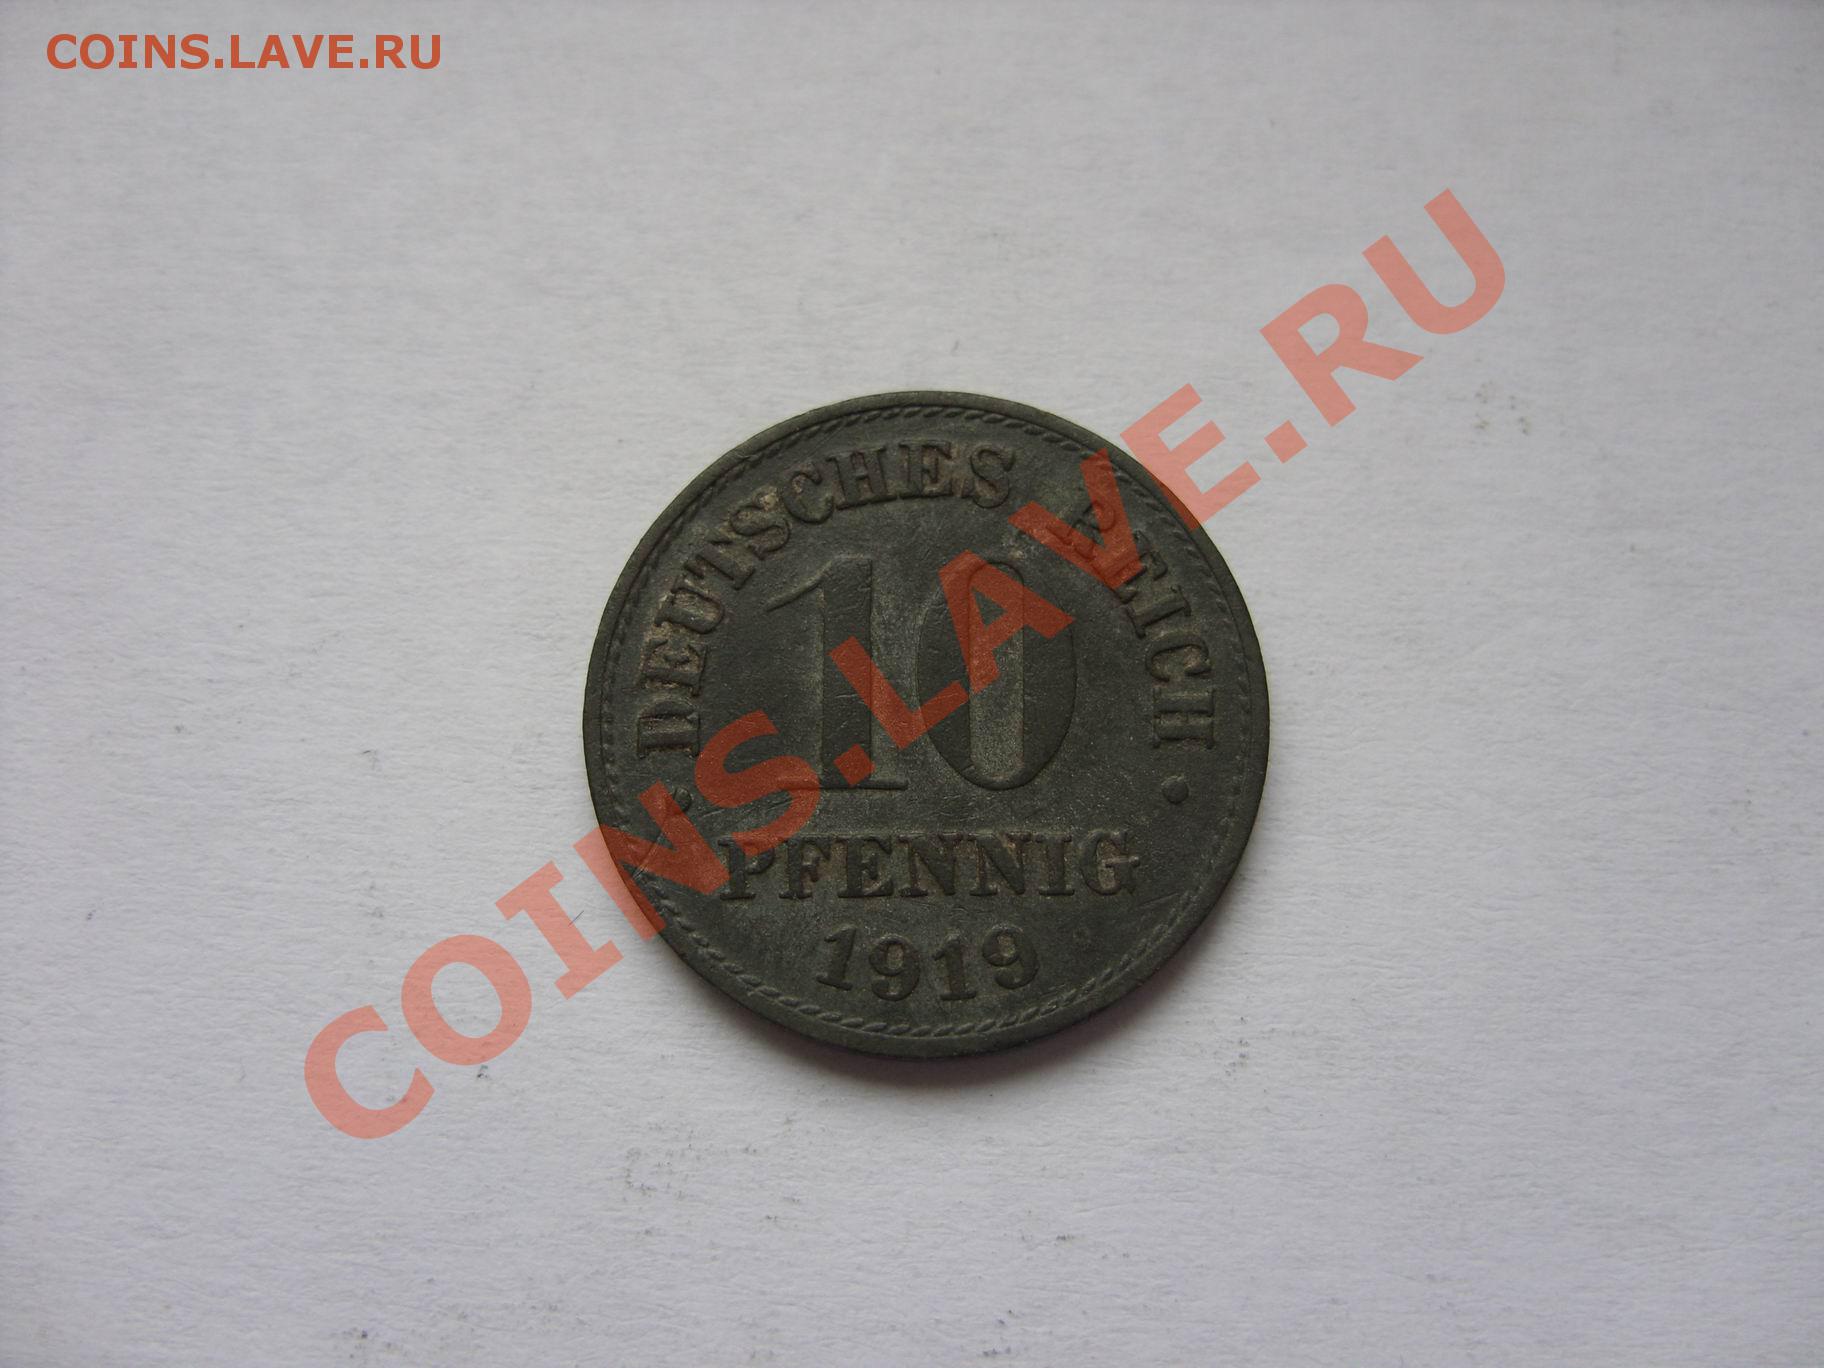 COINS.LAVE.RU
DEUTSCHES REICH
10
PFENNIG
1919
COINS.LAVE.RU